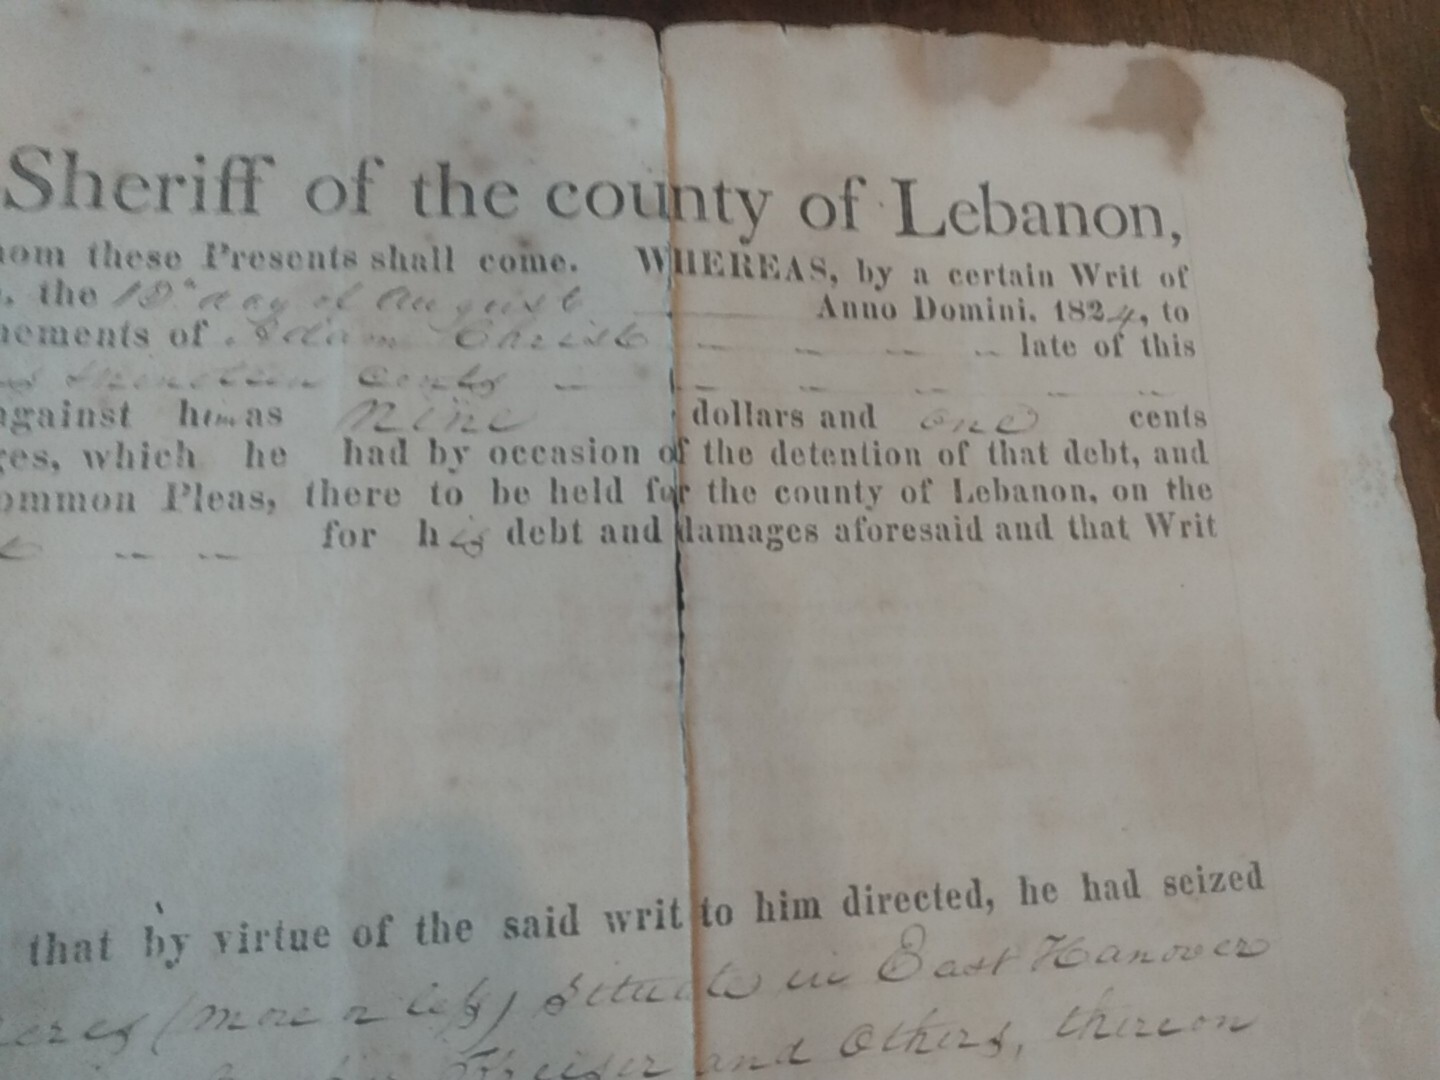 Sheriff of the county of Lebanon,
hom these Presents shall come. WHEREAS, by a certain Writ of
the 18th day of August Anno Domini, 1824, to
nements of Adam Christ late of this
Cents
against him as Nine dollars and one cents
ges, which he had by occasion of the detention of that debt, and
ommon Pleas, there to be held for the county of Lebanon, on the
for his debt and damages aforesaid and that Writ
that by virtue of the said writ to him directed, he had seized
acres (more or less) Situate in East Hanover
and Others, thereon